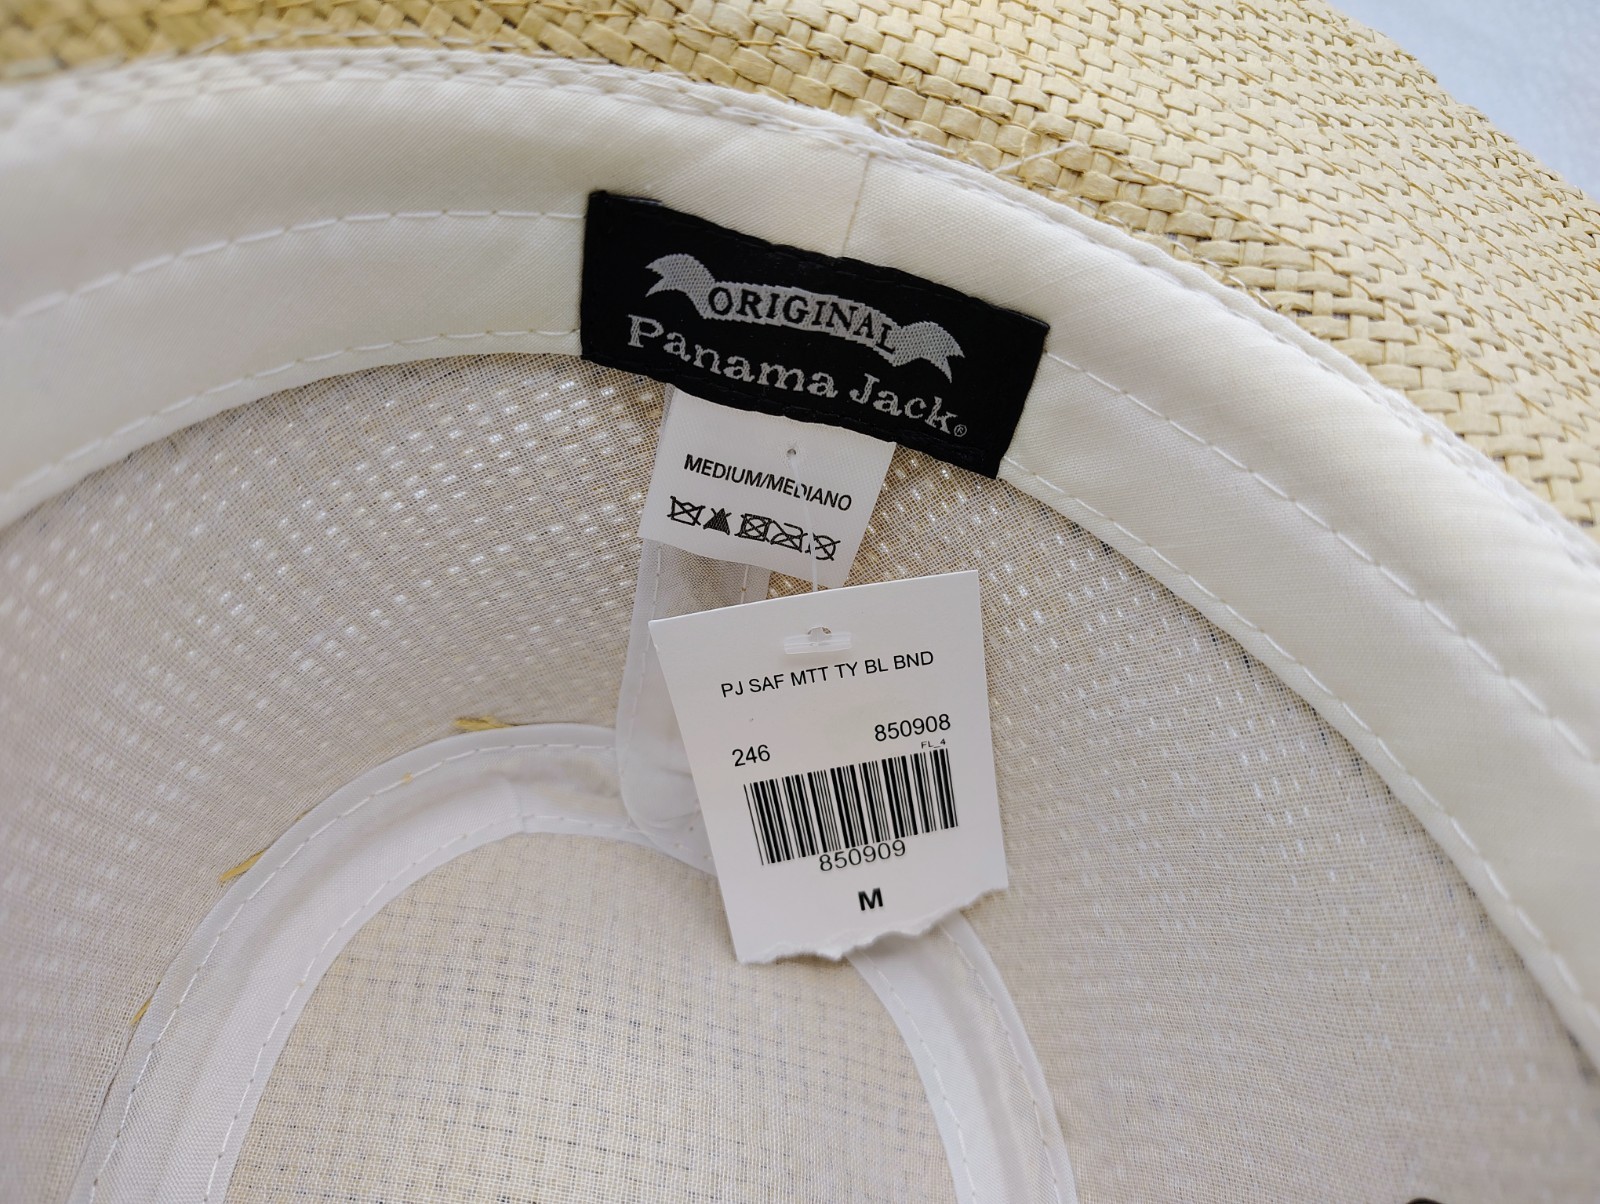 ORIGINAL
Panama Jack®
MEDIUM/MEDIANO
PJ SAF MTT TY BL BND
246 850908
FL_4
850909
M